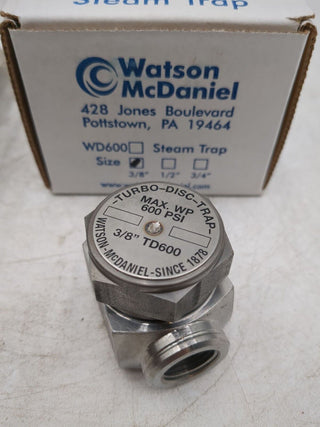 Steam Trap
Watson
McDaniel
428 Jones Boulevard
Pottstown, PA 19464
WD600 Steam Trap
Size
3/8" 1/2" 3/4"
-TURBO-DISC-TRAP-
MAX. WP
600 PSI
3/8" TD600
WATSON-McDANIEL-SINCE 1878